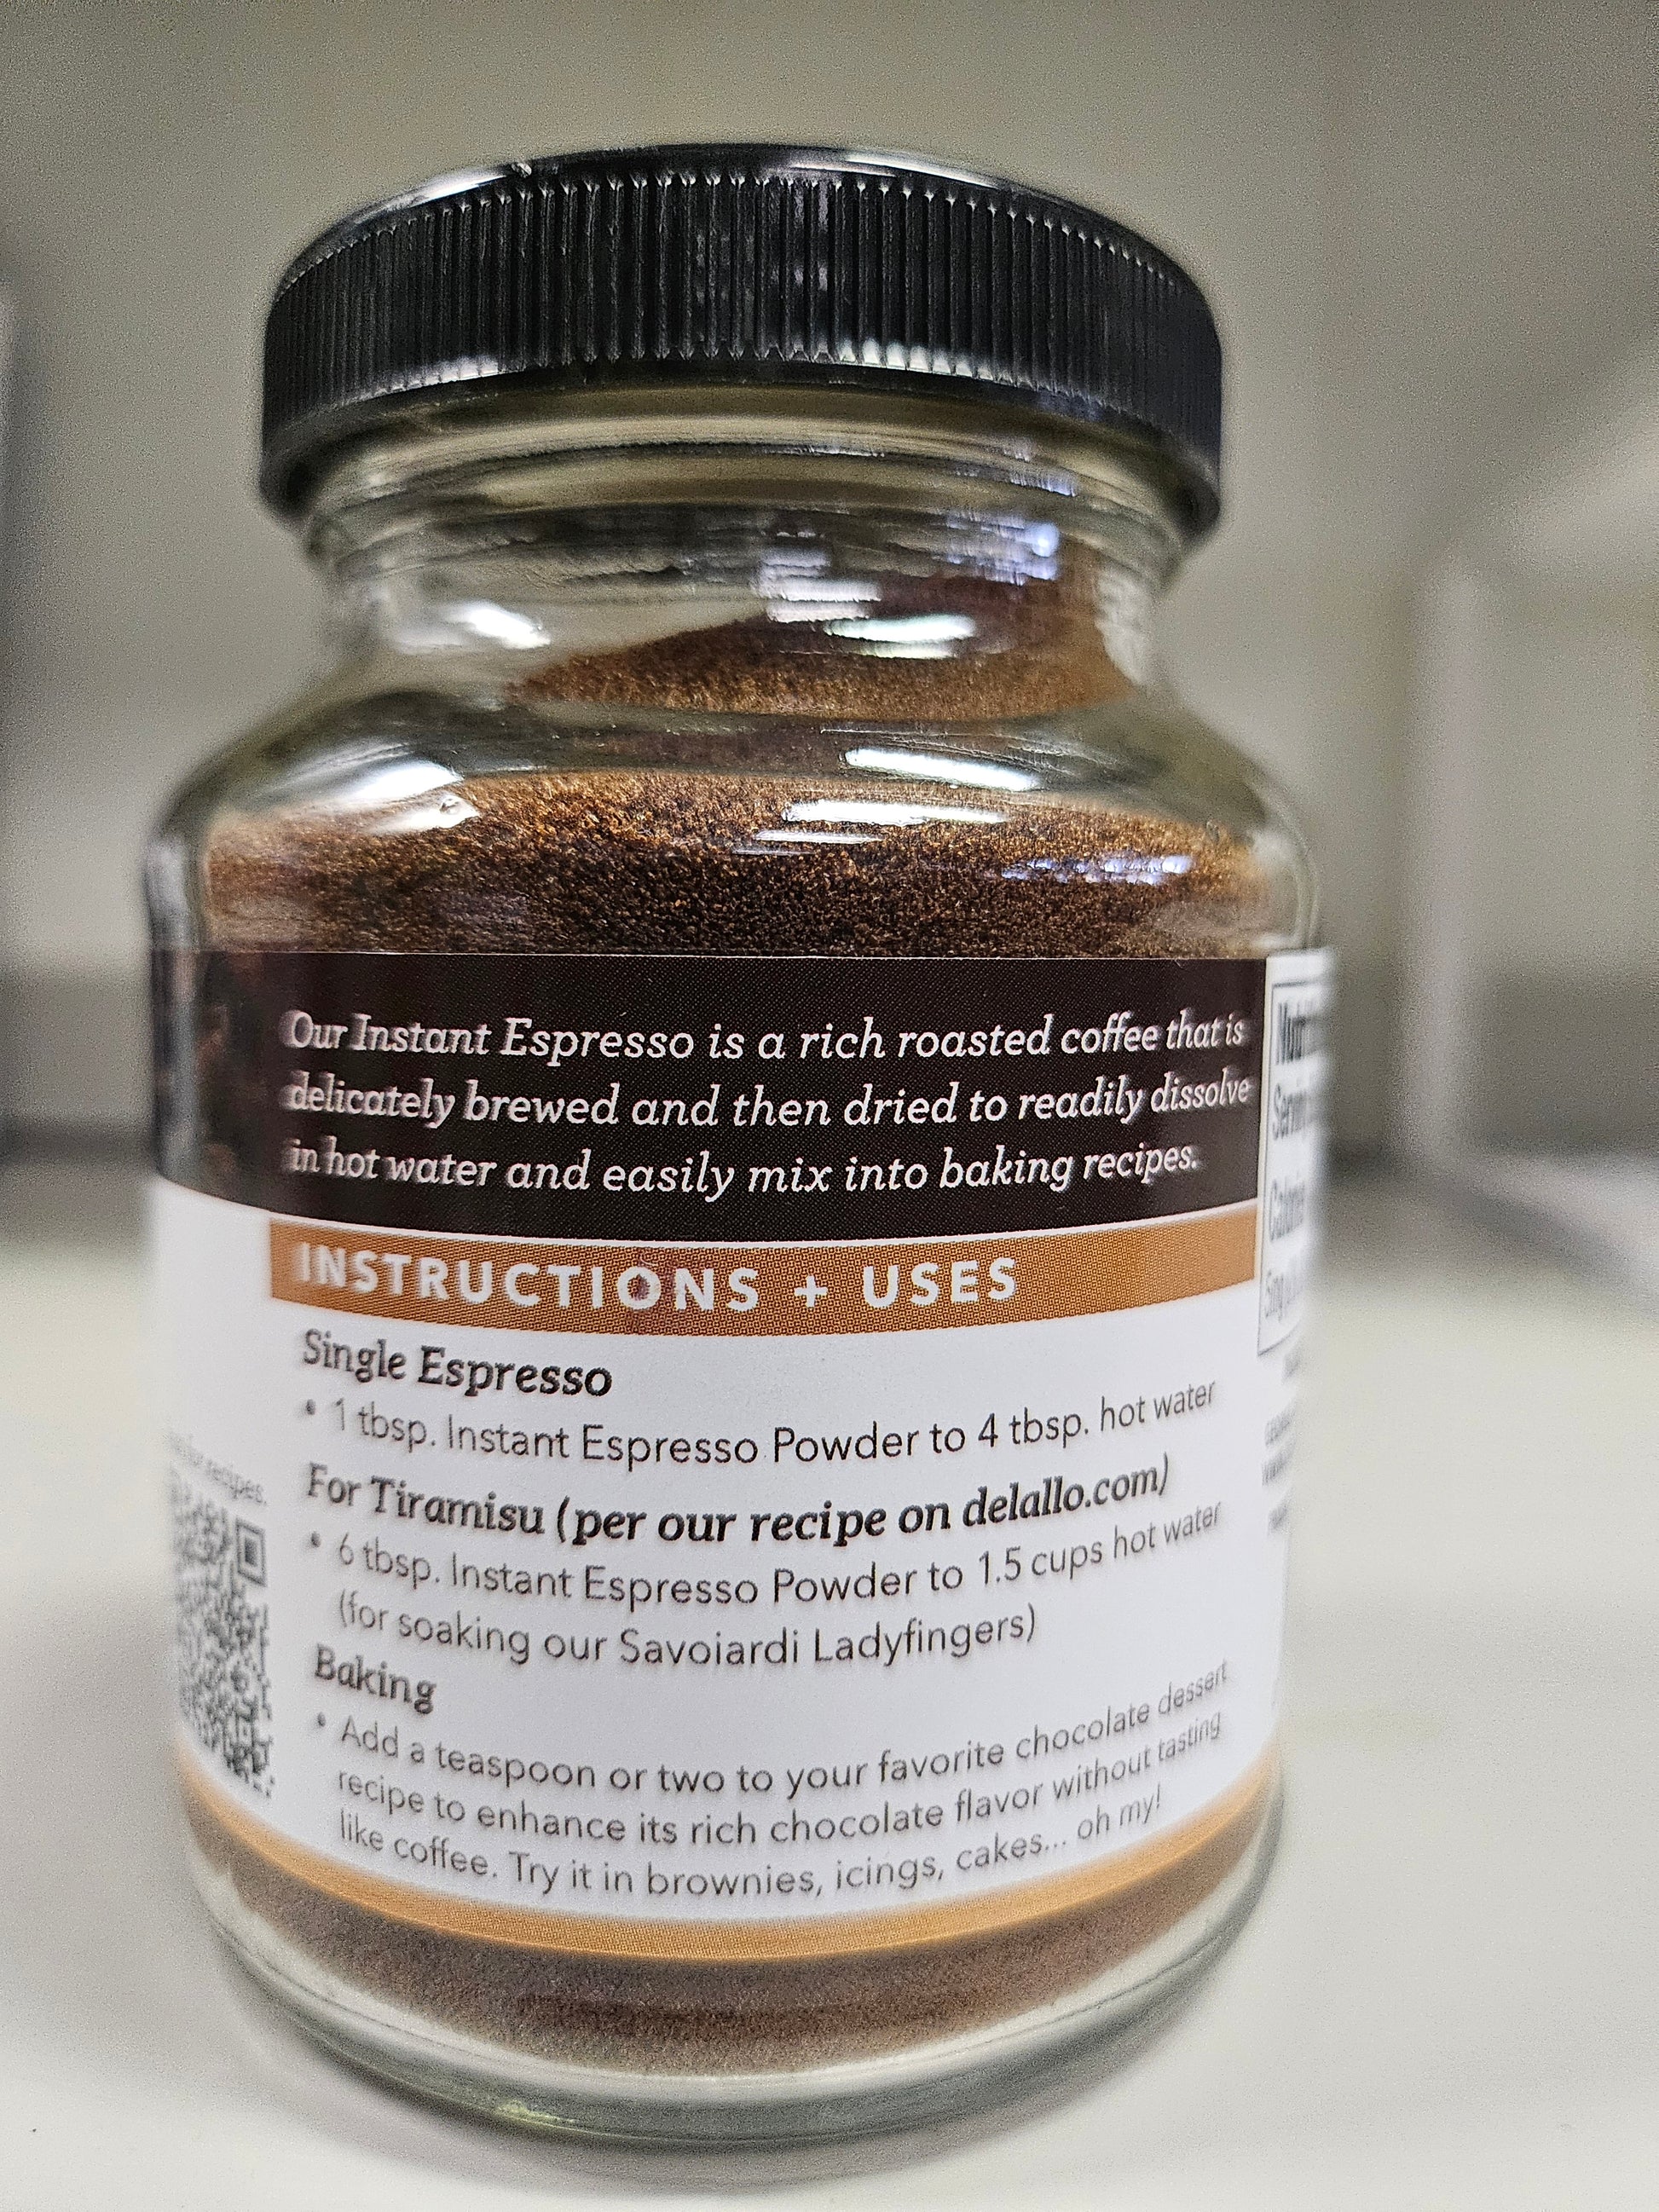 Our Instant Espresso is a rich roasted coffee that is
delicately brewed and then dried to readily dissolve
in hot water and easily mix into baking recipes.
INSTRUCTIONS + USES
Single Espresso
• 1 tbsp. Instant Espresso Powder to 4 tbsp. hot water
For Tiramisu (per our recipe on delallo.com)
• 6 tbsp. Instant Espresso Powder to 1.5 cups hot water
(for soaking our Savoiardi Ladyfingers)
Baking
• Add a teaspoon or two to your favorite chocolate dessert
recipe to enhance its rich chocolate flavor without tasting
like coffee. Try it in brownies, icings, cakes... oh my!
recipes.